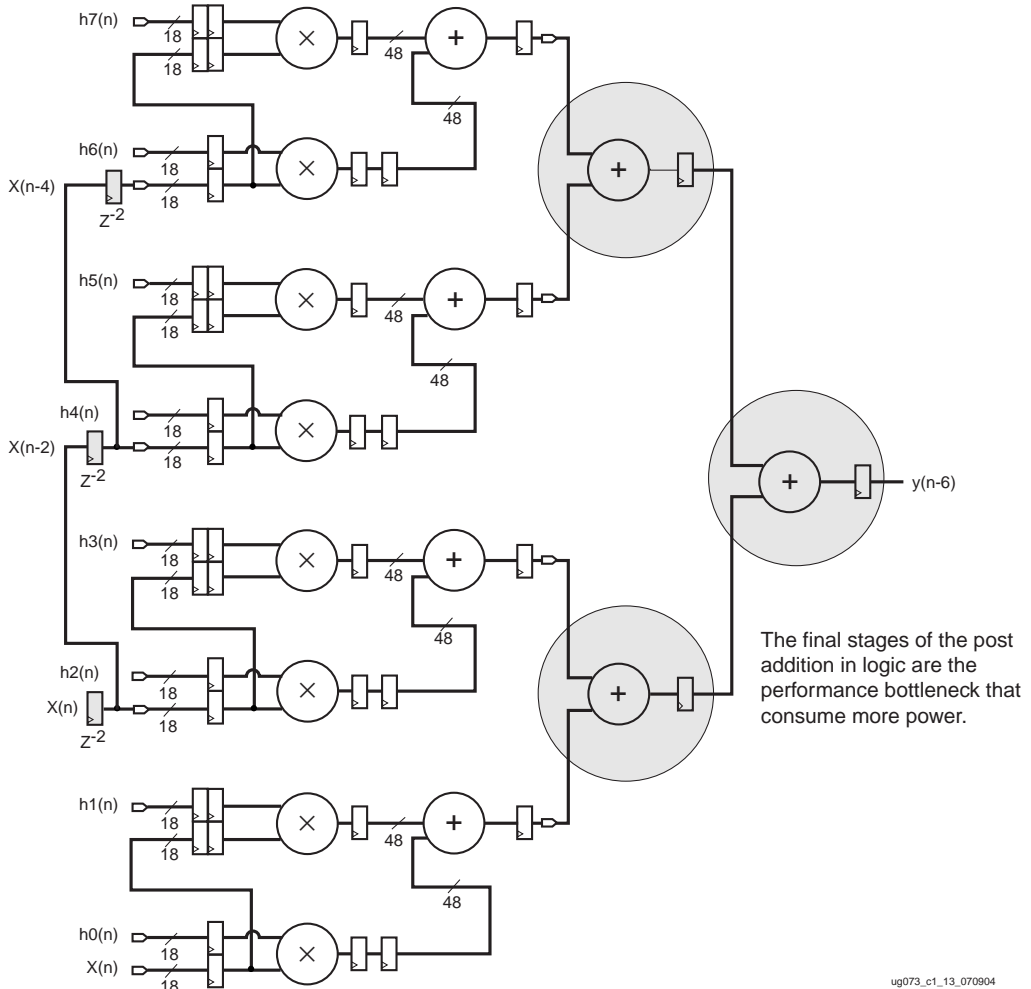 h7(n)
18
18
×
48
+
48
h6(n)
18
×
X(n-4)
18
Z-2
+
h5(n)
18
18
×
48
+
48
h4(n)
18
×
X(n-2)
18
Z-2
+
y(n-6)
h3(n)
18
18
×
48
+
48
h2(n)
18
×
X(n)
18
Z-2
+
The final stages of the post
addition in logic are the
performance bottleneck that
consume more power.
h1(n)
18
18
×
48
+
48
h0(n)
18
×
X(n)
18
ug073_c1_13_070904